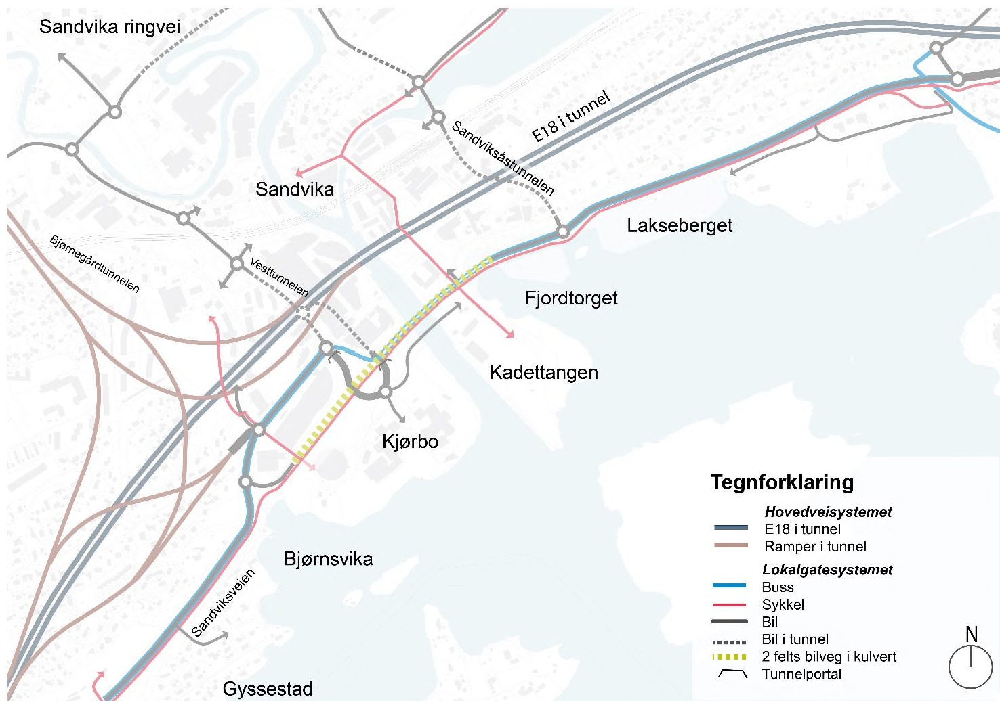 Sandvika ringvei
E18 i tunnel
Sandviksåstunnelen
Sandvika
Lakseberget
Bjørnegårdtunnelen
Vesttunnelen
Fjordtorget
Kadettangen
Kjørbo
Bjørnsvika
Sandviksveien
Gyssestad
Tegnforklaring
Hovedveisystemet
E18 i tunnel
Ramper i tunnel
Lokalgatesystemet
Buss
Sykkel
Bil
Bil i tunnel
2 felts bilveg i kulvert
Tunnelportal
N